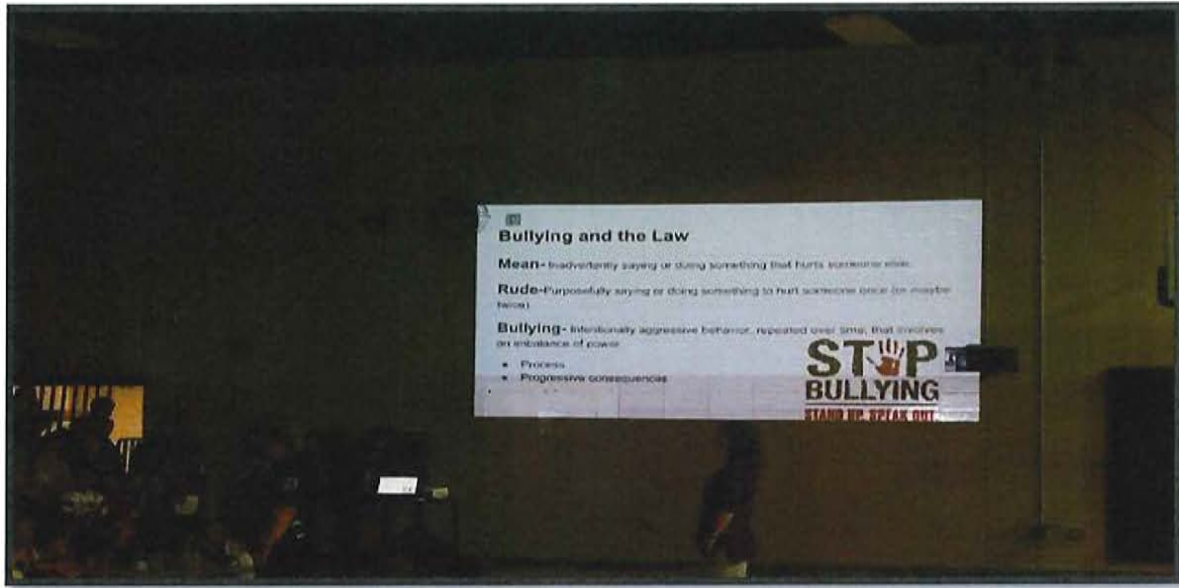 Bullying and the Law
Mean- Inadvertently saying or doing something that hurts someone else.
Rude-Purposefully saying or doing something to hurt someone once (or maybe
twice)
Bullying- Intentionally aggressive behavior, repeated over time, that involves
an imbalance of power
• Process
• Progressive consequences
STOP
BULLYING
STAND UP. SPEAK OUT.